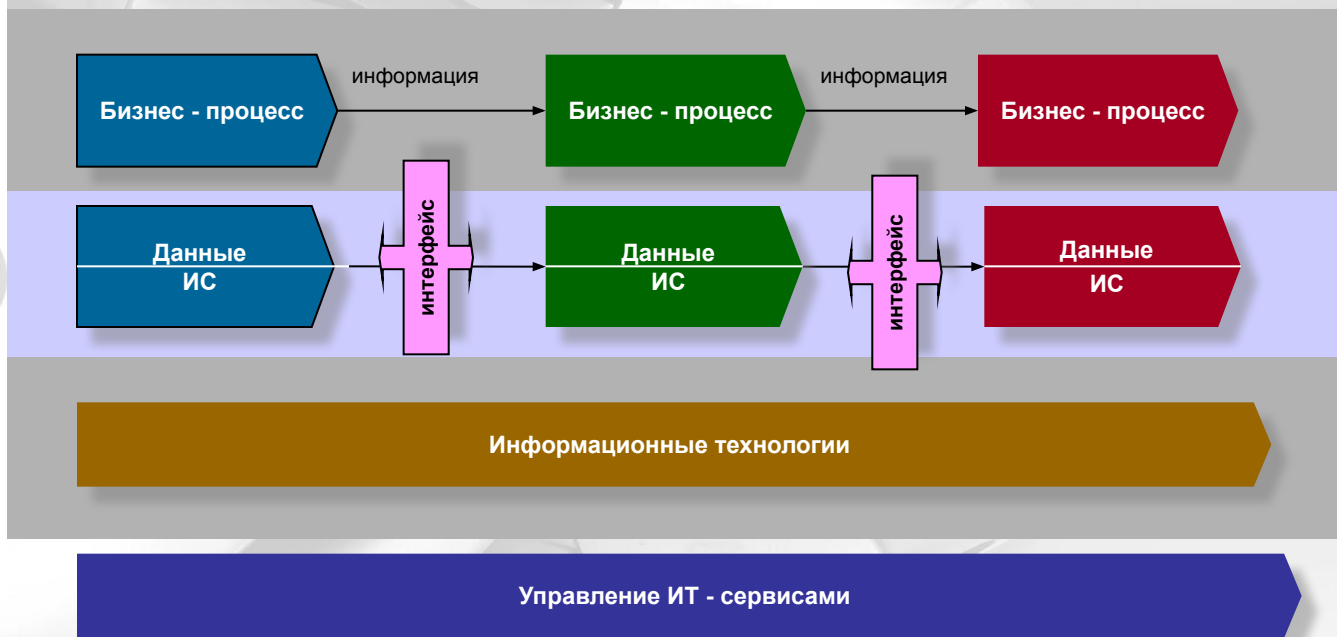 информация
информация
Бизнес - процесс
Бизнес - процесс
Бизнес - процесс
интерфейс
интерфейс
Данные
ИС
Данные
ИС
Данные
ИС
Информационные технологии
Управление ИТ - сервисами